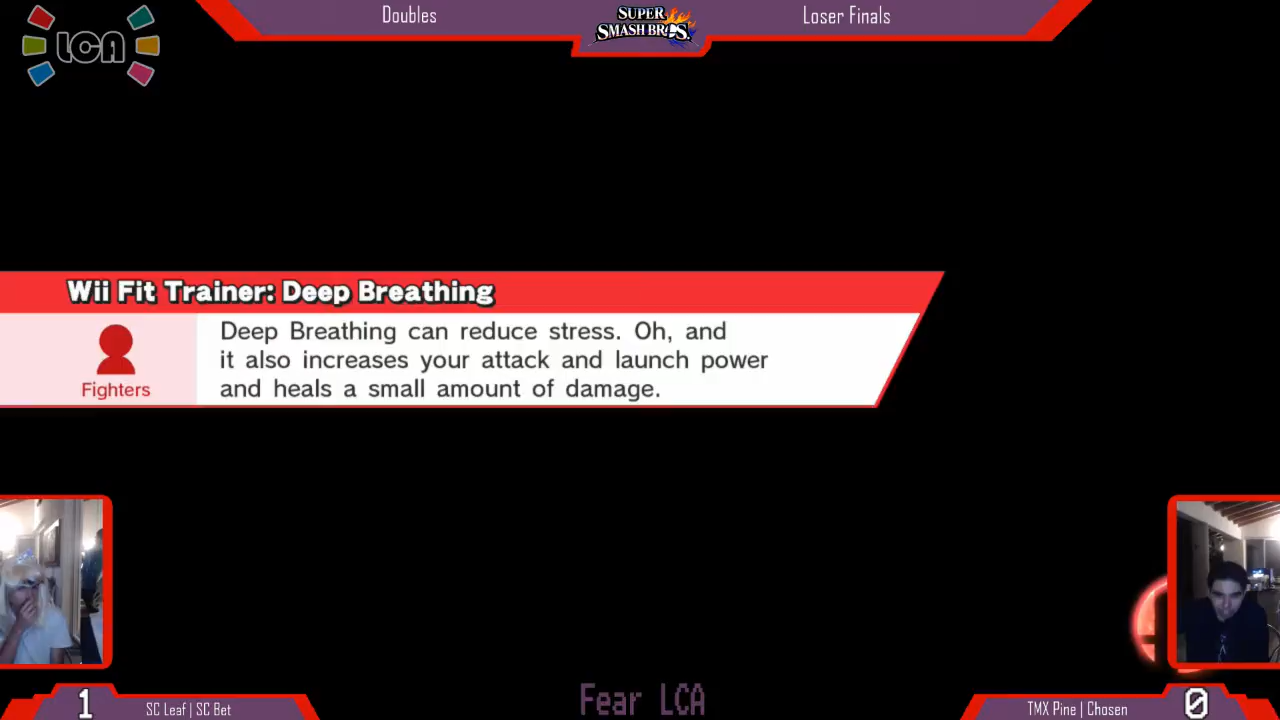 Doubles
SUPER
SMASH BROS.
Loser Finals
LCA
Wii Fit Trainer: Deep Breathing
Deep Breathing can reduce stress. Oh, and
it also increases your attack and launch power
and heals a small amount of damage.
Fighters
1
SC Leaf | SC Bet
Fear LCA
TMX Pine | Chosen
0